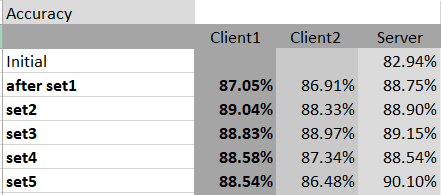 Accuracy
Client1 Client2 Server
Initial 82.94%
after set1 87.05% 86.91% 88.75%
set2 89.04% 88.33% 88.90%
set3 88.83% 88.97% 89.15%
set4 88.58% 87.34% 88.54%
set5 88.54% 86.48% 90.10%